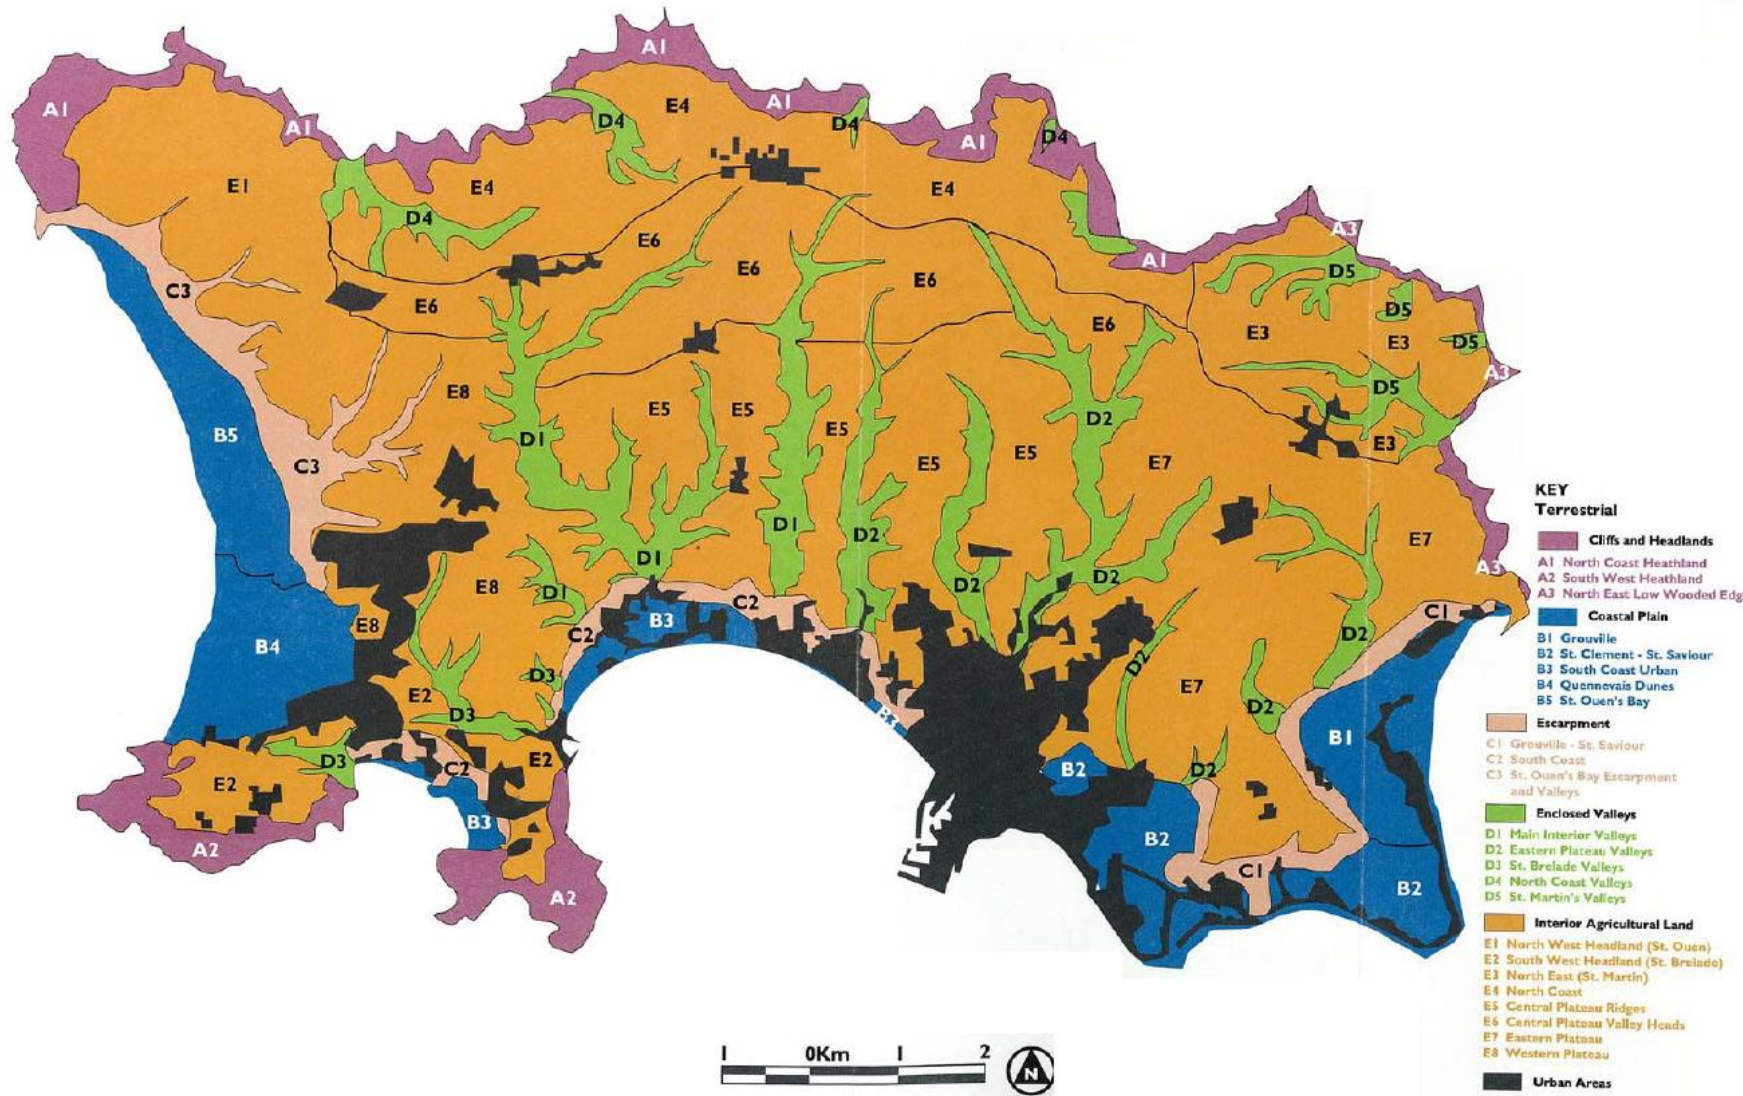 A1
A1
A1
A1
A1
A1
A3
A3
A3
A2
A2
D4
D4
D4
D4
E1
E4
E4
E4
E6
E6
E6
E6
E6
D5
D5
D5
D5
E3
E3
E3
C3
C3
B5
B4
E8
E8
E8
D1
D1
D1
D1
E5
E5
E5
E5
E5
D2
D2
D2
D2
D2
D2
D2
D2
E7
E7
E7
C2
C2
C2
B3
B3
B3
D3
D3
D3
E2
E2
E2
C1
C1
B1
B2
B2
B2
KEY
Terrestrial
Cliffs and Headlands
A1 North Coast Heathland
A2 South West Heathland
A3 North East Low Wooded Edg
Coastal Plain
B1 Grouville
B2 St. Clement - St. Saviour
B3 South Coast Urban
B4 Quennevais Dunes
B5 St. Ouen's Bay
Escarpment
C1 Grouville - St. Saviour
C2 South Coast
C3 St. Ouen's Bay Escarpment
and Valleys
Enclosed Valleys
D1 Main Interior Valleys
D2 Eastern Plateau Valleys
D3 St. Brelade Valleys
D4 North Coast Valleys
D5 St. Martin's Valleys
Interior Agricultural Land
E1 North West Headland (St. Ouen)
E2 South West Headland (St. Brelade)
E3 North East (St. Martin)
E4 North Coast
E5 Central Plateau Ridges
E6 Central Plateau Valley Heads
E7 Eastern Plateau
E8 Western Plateau
Urban Areas
1 0Km 1 2
N